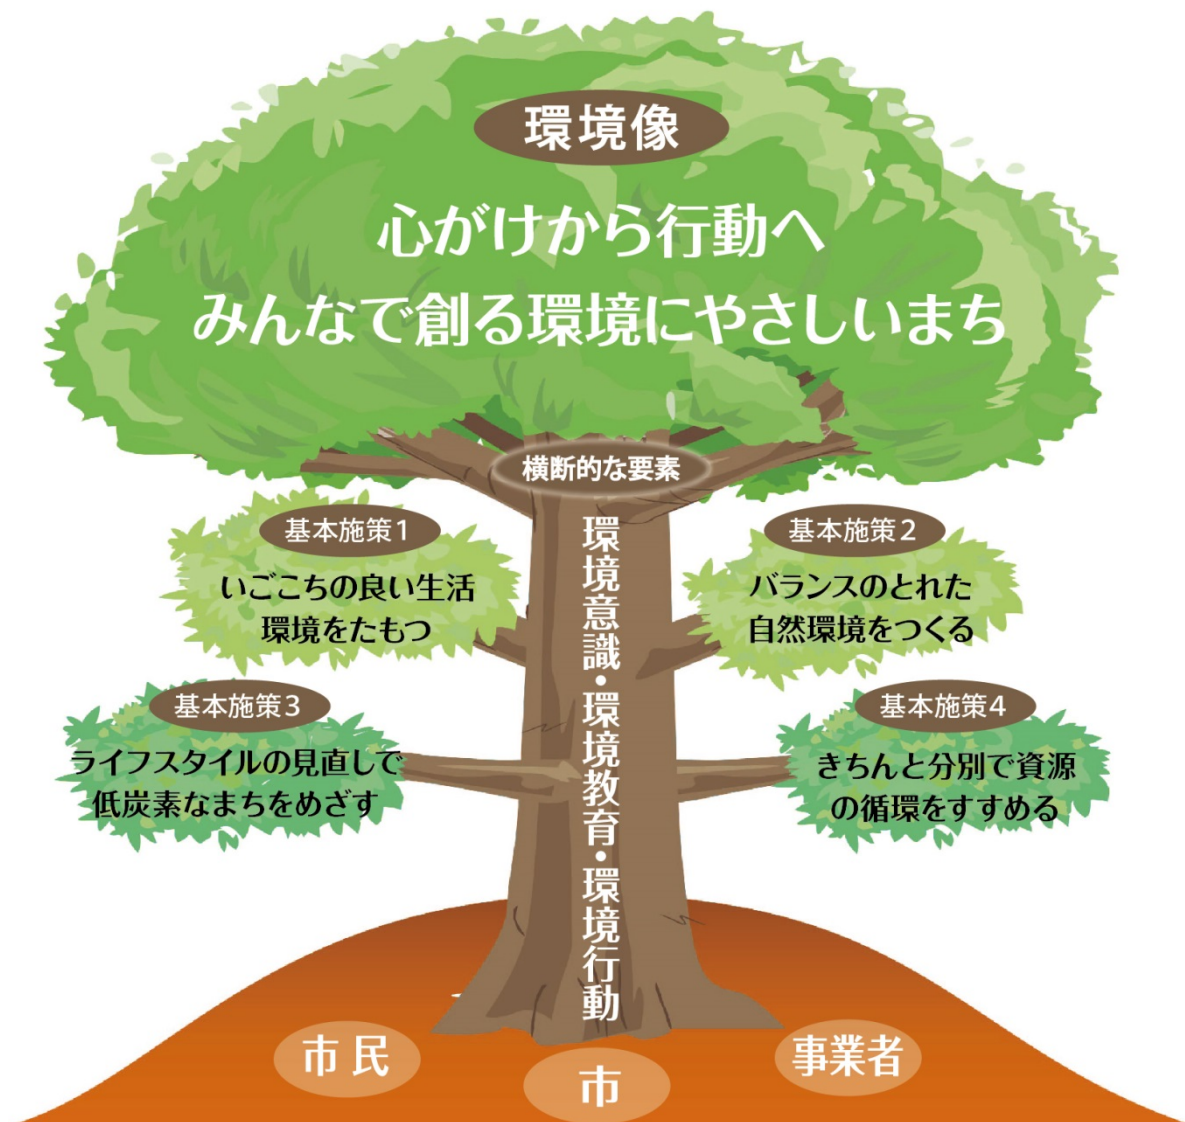 環境像
心がけから行動へ
みんなで創る環境にやさしいまち
横断的な要素
環境意識・環境教育・環境行動
基本施策1
いごこちの良い生活
環境をたもつ
基本施策2
バランスのとれた
自然環境をつくる
基本施策3
ライフスタイルの見直しで
低炭素なまちをめざす
基本施策4
きちんと分別で資源
の循環をすすめる
市民
市
事業者